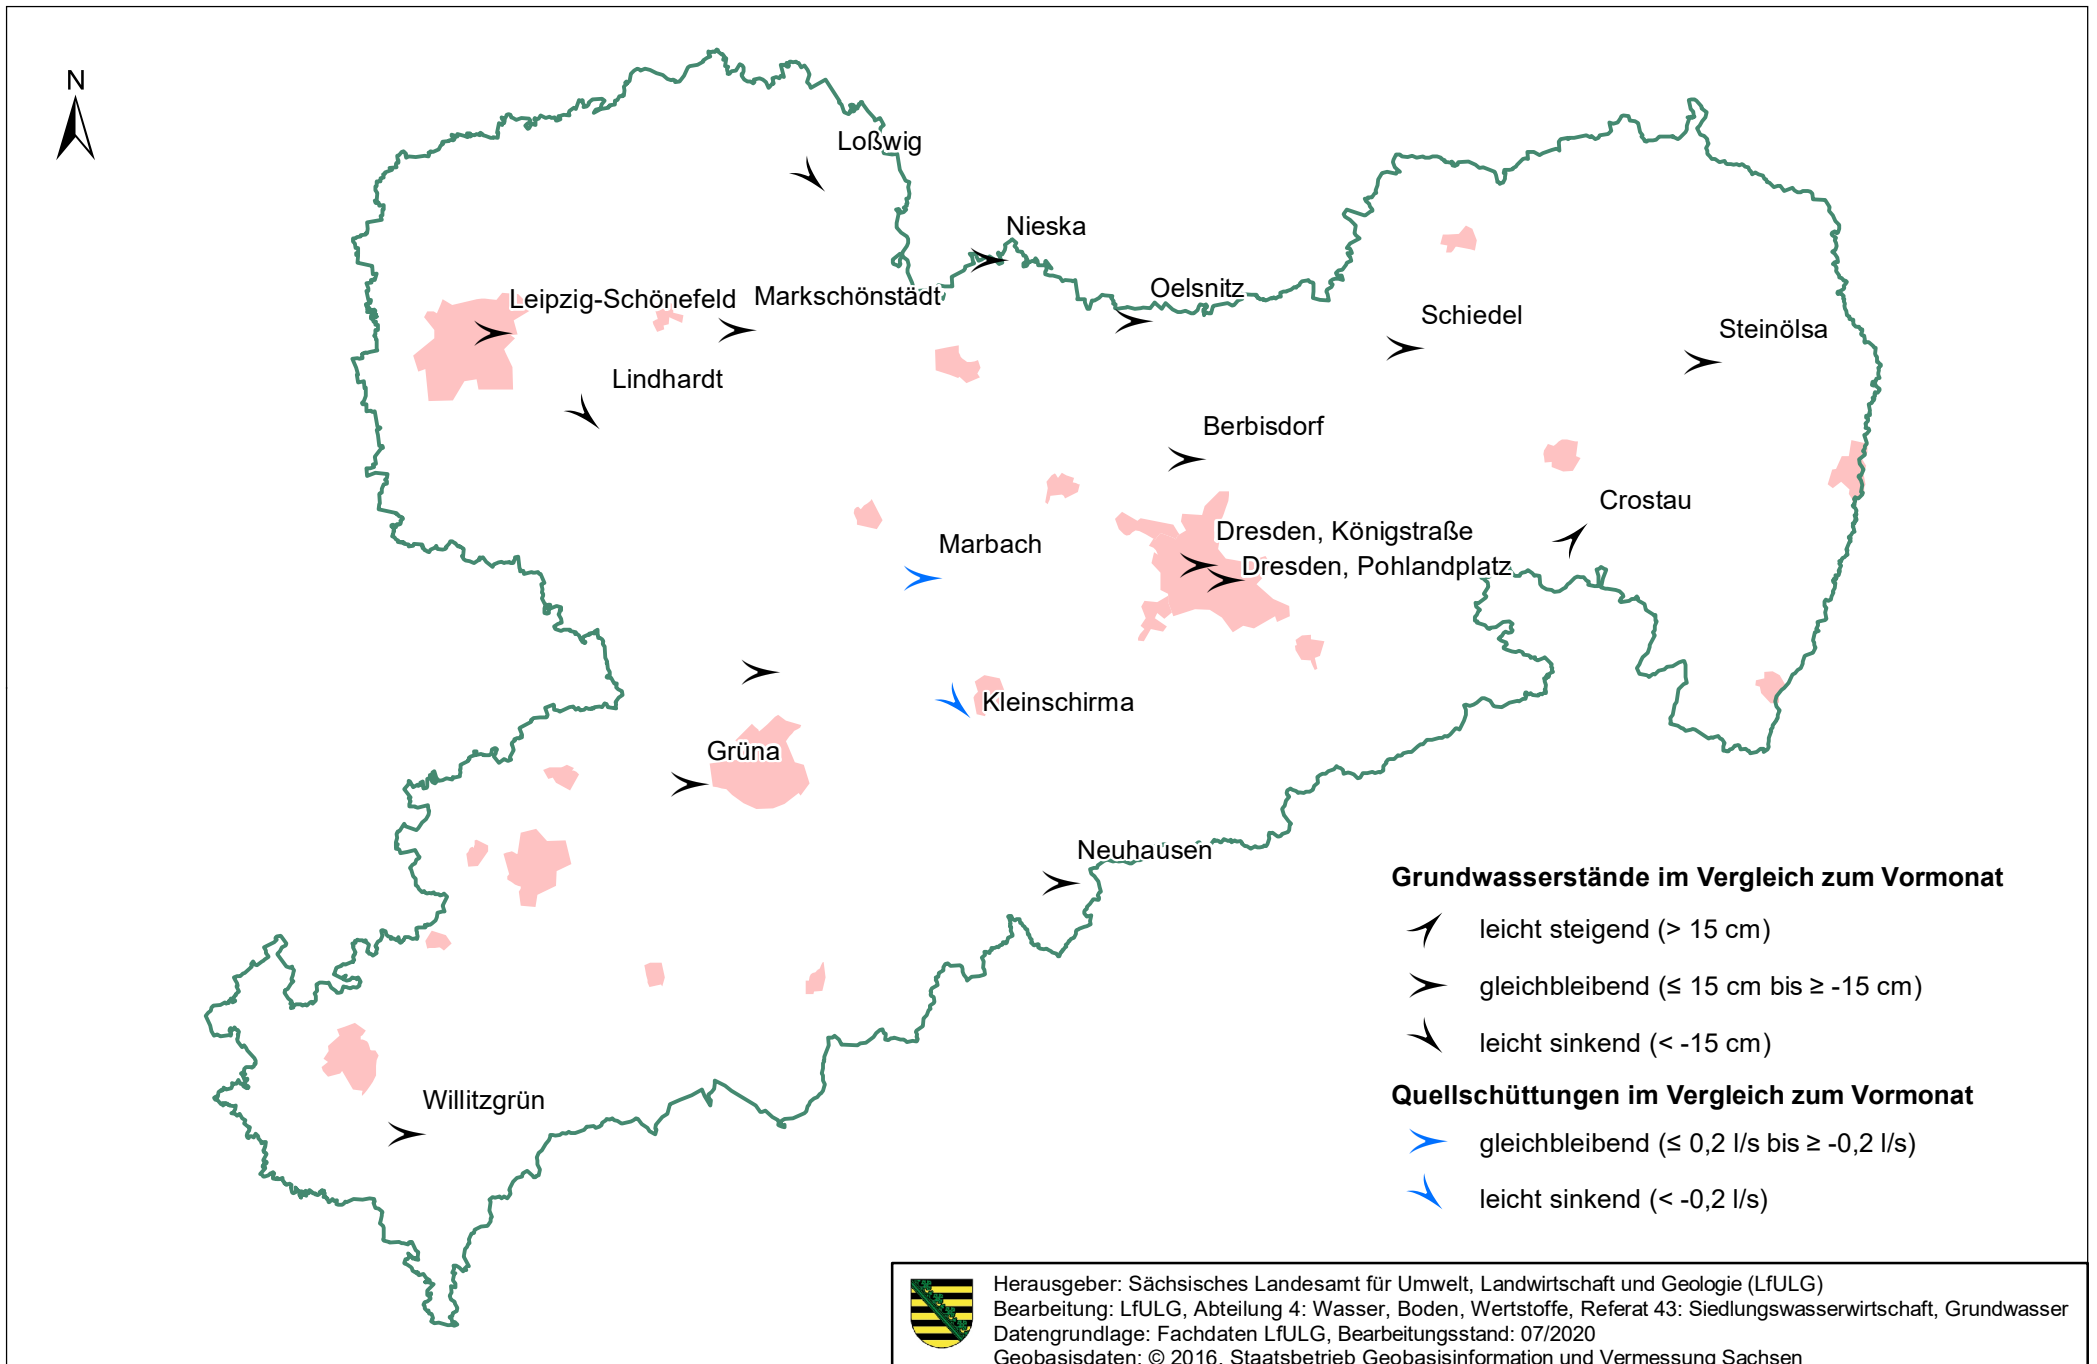 N
Loßwig
Nieska
Oelsnitz
Leipzig-Schönefeld
Markschönstädt
Schiedel
Steinölsa
Lindhardt
Berbisdorf
Crostau
Dresden, Königstraße
Marbach
Dresden, Pohlandplatz
Kleinschirma
Grüna
Neuhausen
Willitzgrün
Grundwasserstände im Vergleich zum Vormonat
leicht steigend (> 15 cm)
gleichbleibend (≤ 15 cm bis ≥ -15 cm)
leicht sinkend (< -15 cm)
Quellschüttungen im Vergleich zum Vormonat
gleichbleibend (≤ 0,2 l/s bis ≥ -0,2 l/s)
leicht sinkend (< -0,2 l/s)
Herausgeber: Sächsisches Landesamt für Umwelt, Landwirtschaft und Geologie (LfULG)
Bearbeitung: LfULG, Abteilung 4: Wasser, Boden, Wertstoffe, Referat 43: Siedlungswasserwirtschaft, Grundwasser
Datengrundlage: Fachdaten LfULG, Bearbeitungsstand: 07/2020
Geobasisdaten: © 2016, Staatsbetrieb Geobasisinformation und Vermessung Sachsen